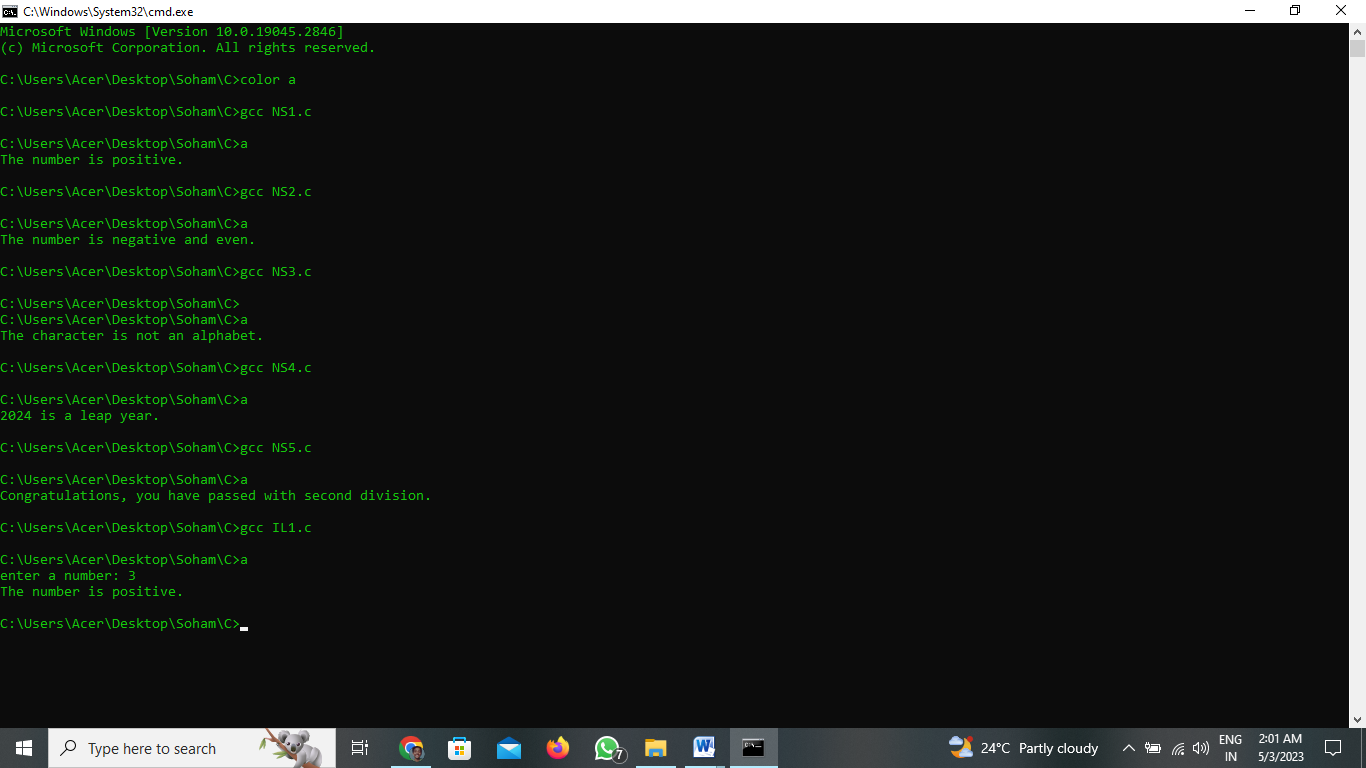 C:\Windows\System32\cmd.exe
Microsoft Windows [Version 10.0.19045.2846]
(c) Microsoft Corporation. All rights reserved.
C:\Users\Acer\Desktop\Soham\C>color a
C:\Users\Acer\Desktop\Soham\C>gcc NS1.c
C:\Users\Acer\Desktop\Soham\C>a
The number is positive.
C:\Users\Acer\Desktop\Soham\C>gcc NS2.c
C:\Users\Acer\Desktop\Soham\C>a
The number is negative and even.
C:\Users\Acer\Desktop\Soham\C>gcc NS3.c
C:\Users\Acer\Desktop\Soham\C>
C:\Users\Acer\Desktop\Soham\C>a
The character is not an alphabet.
C:\Users\Acer\Desktop\Soham\C>gcc NS4.c
C:\Users\Acer\Desktop\Soham\C>a
2024 is a leap year.
C:\Users\Acer\Desktop\Soham\C>gcc NS5.c
C:\Users\Acer\Desktop\Soham\C>a
Congratulations, you have passed with second division.
C:\Users\Acer\Desktop\Soham\C>gcc IL1.c
C:\Users\Acer\Desktop\Soham\C>a
enter a number: 3
The number is positive.
C:\Users\Acer\Desktop\Soham\C>
Type here to search
7
W
24°C Partly cloudy
ENG
IN
2:01 AM
5/3/2023